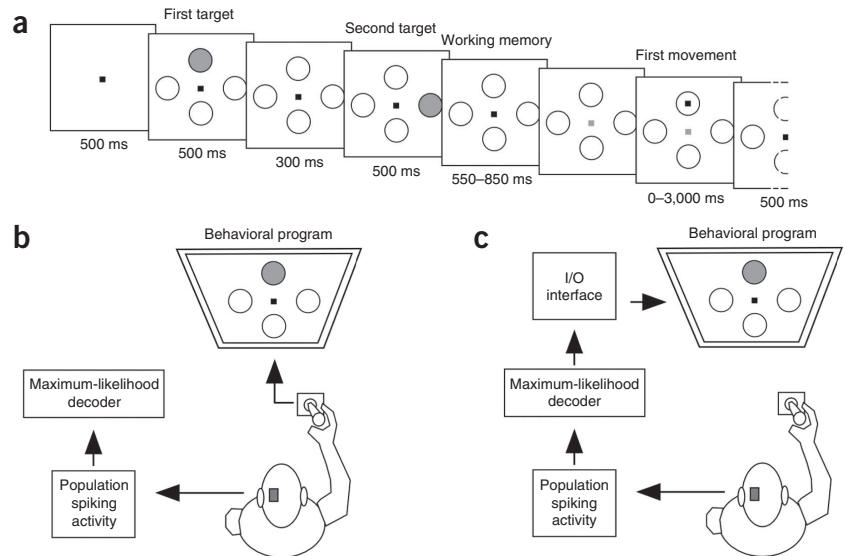 a
First target
Second target
Working memory
First movement
500 ms
500 ms
300 ms
500 ms
550–850 ms
0–3,000 ms
500 ms
b
Behavioral program
Maximum-likelihood
decoder
Population
spiking
activity
c
Behavioral program
I/O
interface
Maximum-likelihood
decoder
Population
spiking
activity